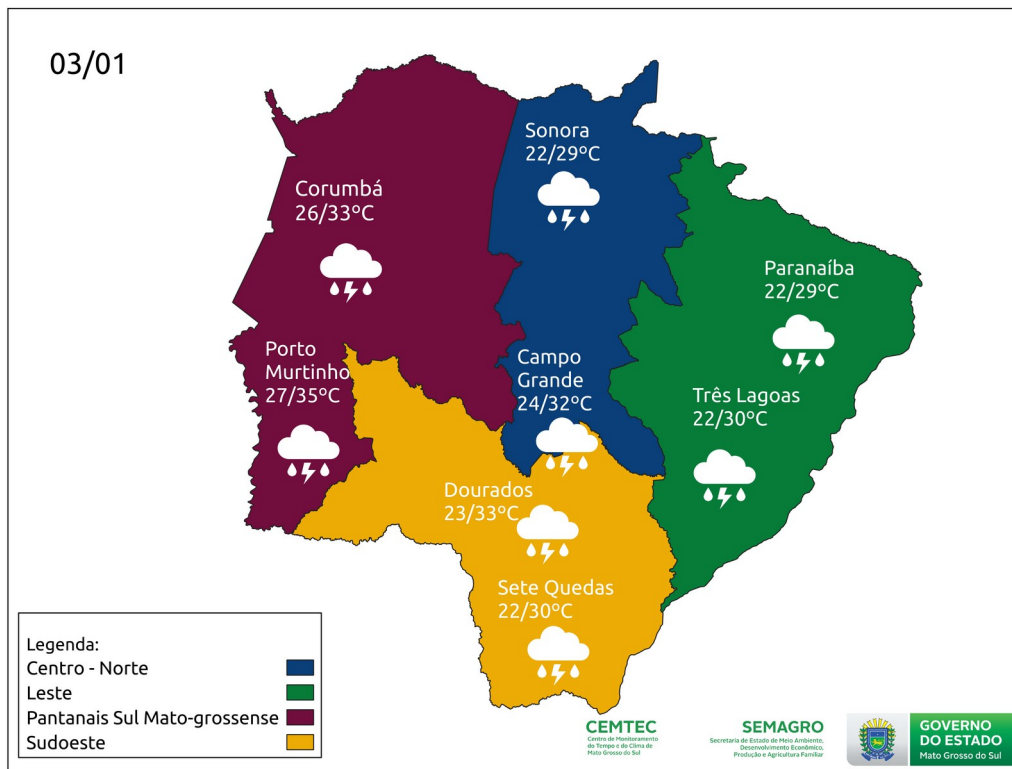 03/01
Sonora
22/29ºC
Corumbá
26/33ºC
Paranaíba
22/29ºC
Porto
Murtinho
27/35ºC
Campo
Grande
24/32ºC
Três Lagoas
22/30ºC
Dourados
23/33ºC
Sete Quedas
22/30ºC
Legenda:
Centro - Norte
Leste
Pantanais Sul Mato-grossense
Sudoeste
CEMTEC
Centro de Monitoramento
do Tempo e do Clima de
Mato Grosso do Sul
SEMAGRO
Secretaria de Estado de Meio Ambiente,
Desenvolvimento Econômico,
Produção e Agricultura Familiar
GOVERNO
DO ESTADO
Mato Grosso do Sul